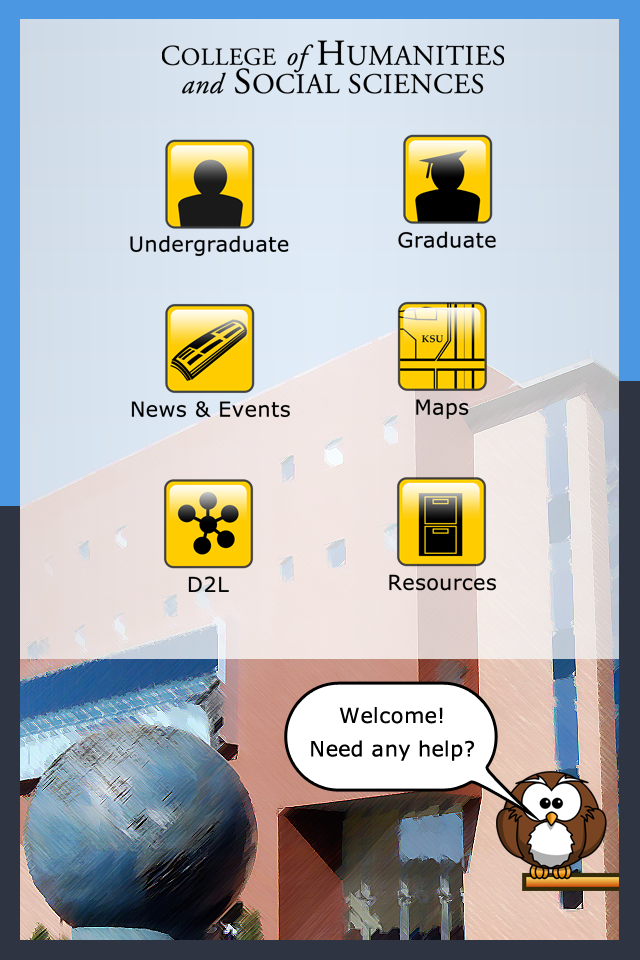 College of Humanities
and Social sciences
Undergraduate
Graduate
News & Events
KSU
Maps
D2L
Resources
Welcome!
Need any help?